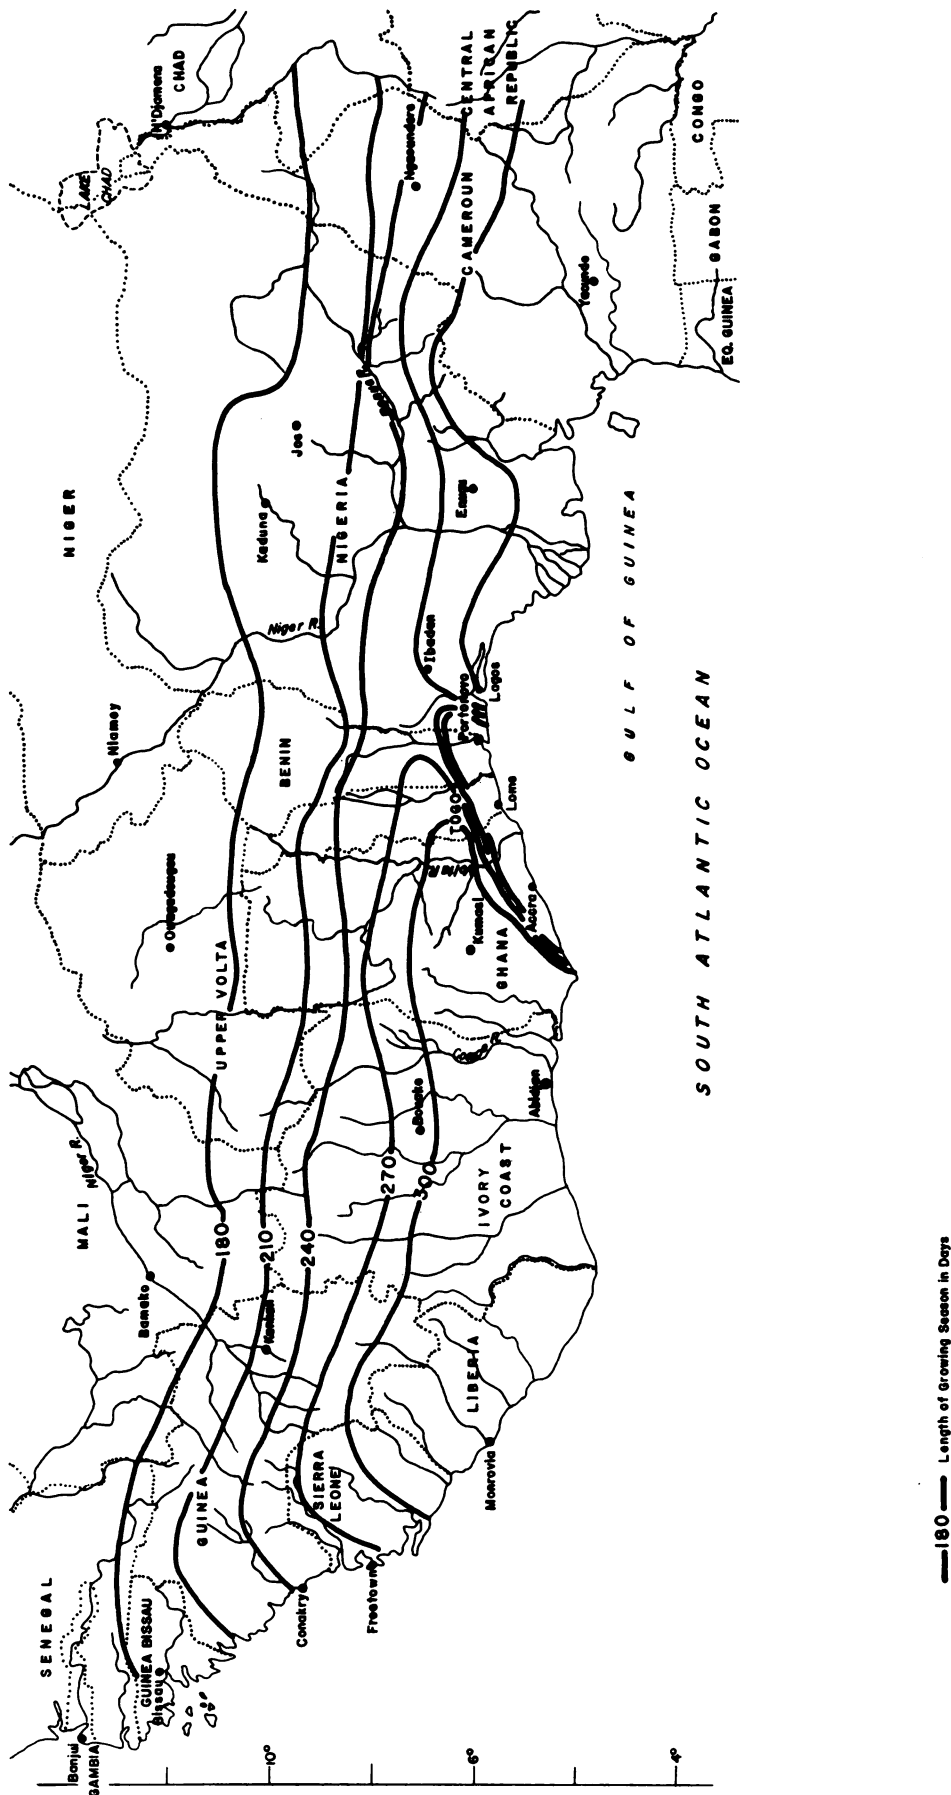 SENEGAL
Banjul
GAMBIA
GUINEA BISSAU
Bissau
MALI
Niger R.
Bamako
GUINEA
Conakry
Kankan
SIERRA
LEONE
Freetown
LIBERIA
Monrovia
180
210
240
270
300
IVORY
COAST
Bouake
Abidjan
UPPER VOLTA
Ouagadougou
GHANA
Kumasi
Accra
TOGO
Lome
BENIN
Portonovo
Niamey
NIGER
Niger R.
NIGERIA
Kaduna
Jos
Ibadan
Lagos
Enugu
Benue R.
LAKE
CHAD
N'Djamena
CHAD
Ngaoundere
CAMEROUN
Yaounde
CENTRAL
AFRICAN
REPUBLIC
CONGO
GABON
EQ. GUINEA
GULF OF GUINEA
SOUTH ATLANTIC OCEAN
10°
6°
4°
180 Length of Growing Season in Days